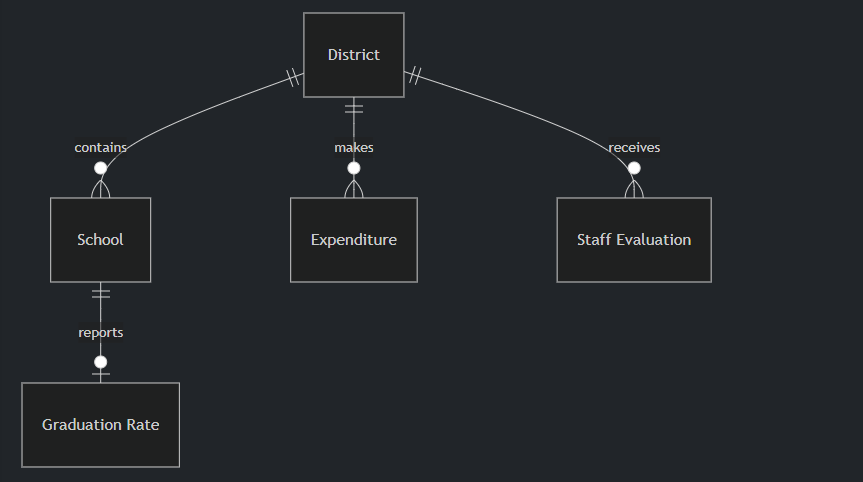 District
contains
makes
receives
School
Expenditure
Staff Evaluation
reports
Graduation Rate